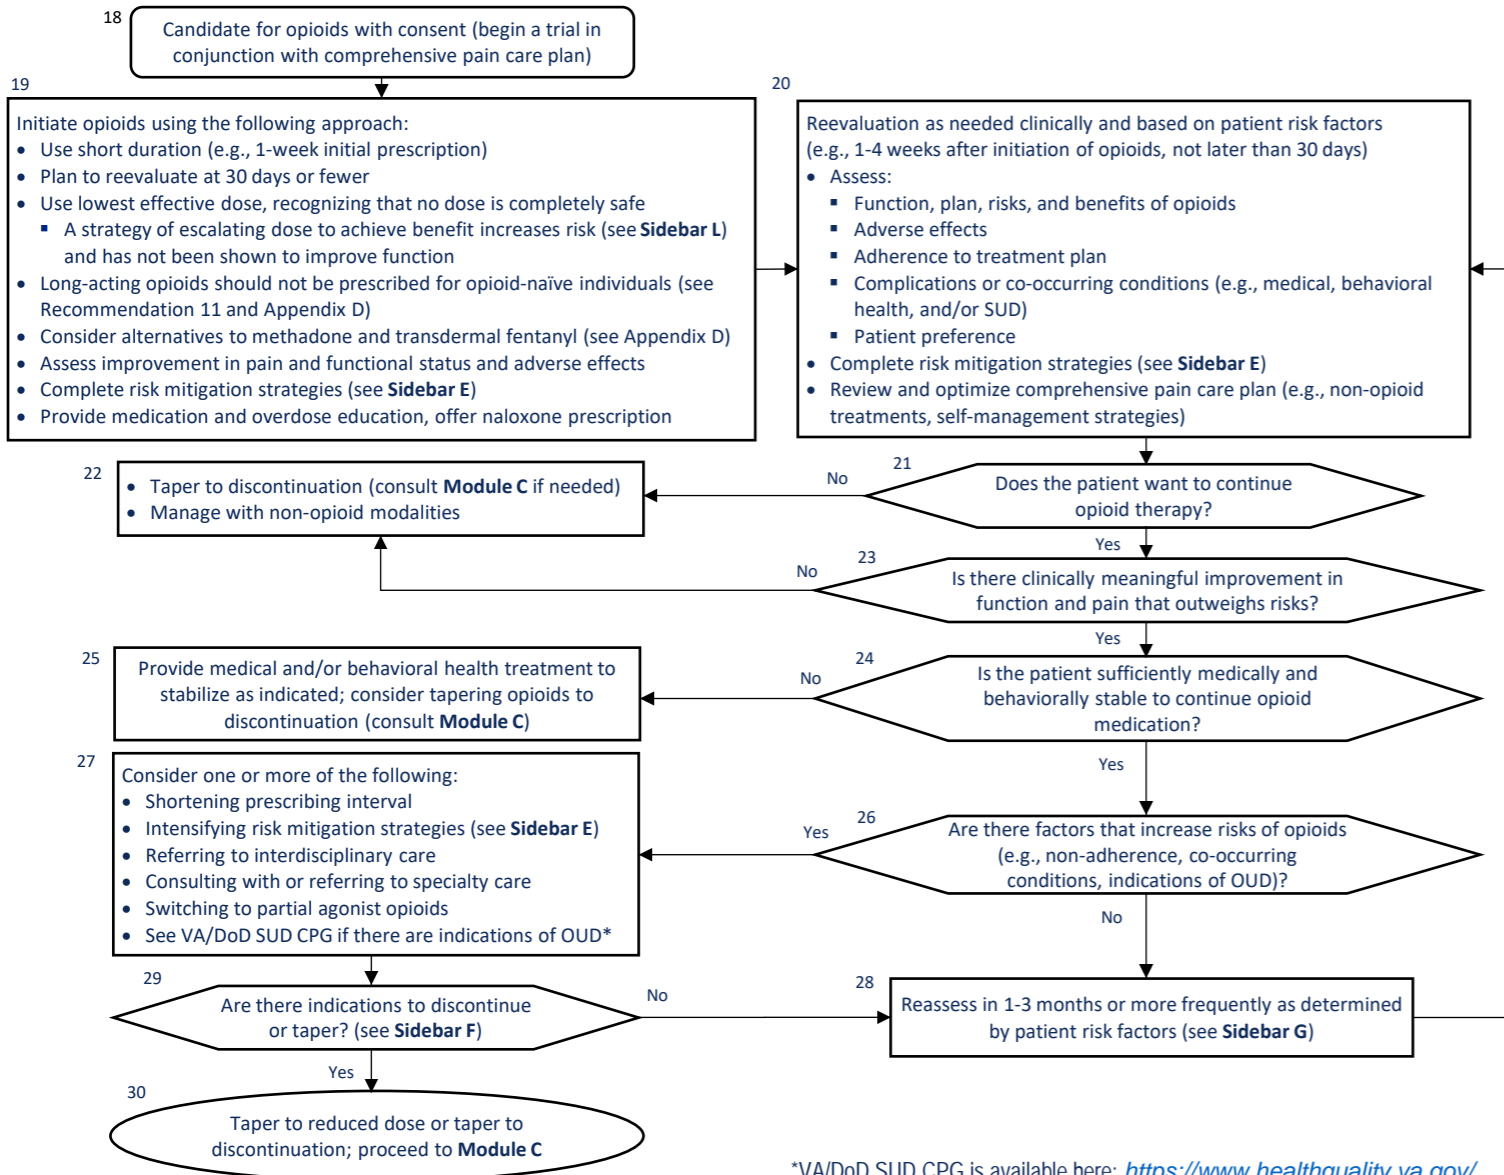 18
Candidate for opioids with consent (begin a trial in
conjunction with comprehensive pain care plan)
19
Initiate opioids using the following approach:
• Use short duration (e.g., 1-week initial prescription)
• Plan to reevaluate at 30 days or fewer
• Use lowest effective dose, recognizing that no dose is completely safe
▪ A strategy of escalating dose to achieve benefit increases risk (see Sidebar L)
and has not been shown to improve function
• Long-acting opioids should not be prescribed for opioid-naïve individuals (see
Recommendation 11 and Appendix D)
• Consider alternatives to methadone and transdermal fentanyl (see Appendix D)
• Assess improvement in pain and functional status and adverse effects
• Complete risk mitigation strategies (see Sidebar E)
• Provide medication and overdose education, offer naloxone prescription
20
Reevaluation as needed clinically and based on patient risk factors
(e.g., 1-4 weeks after initiation of opioids, not later than 30 days)
• Assess:
▪ Function, plan, risks, and benefits of opioids
▪ Adverse effects
▪ Adherence to treatment plan
▪ Complications or co-occurring conditions (e.g., medical, behavioral
health, and/or SUD)
▪ Patient preference
• Complete risk mitigation strategies (see Sidebar E)
• Review and optimize comprehensive pain care plan (e.g., non-opioid
treatments, self-management strategies)
21
Does the patient want to continue
opioid therapy?
No
22
• Taper to discontinuation (consult Module C if needed)
• Manage with non-opioid modalities
Yes
23
Is there clinically meaningful improvement in
function and pain that outweighs risks?
No
Yes
24
Is the patient sufficiently medically and
behaviorally stable to continue opioid
medication?
No
25
Provide medical and/or behavioral health treatment to
stabilize as indicated; consider tapering opioids to
discontinuation (consult Module C)
Yes
26
Are there factors that increase risks of opioids
(e.g., non-adherence, co-occurring
conditions, indications of OUD)?
Yes
27
Consider one or more of the following:
• Shortening prescribing interval
• Intensifying risk mitigation strategies (see Sidebar E)
• Referring to interdisciplinary care
• Consulting with or referring to specialty care
• Switching to partial agonist opioids
• See VA/DoD SUD CPG if there are indications of OUD*
No
28
Reassess in 1-3 months or more frequently as determined
by patient risk factors (see Sidebar G)
29
Are there indications to discontinue
or taper? (see Sidebar F)
No
Yes
30
Taper to reduced dose or taper to
discontinuation; proceed to Module C
*VA/DoD SUD CPG is available here: https://www.healthquality.va.gov/